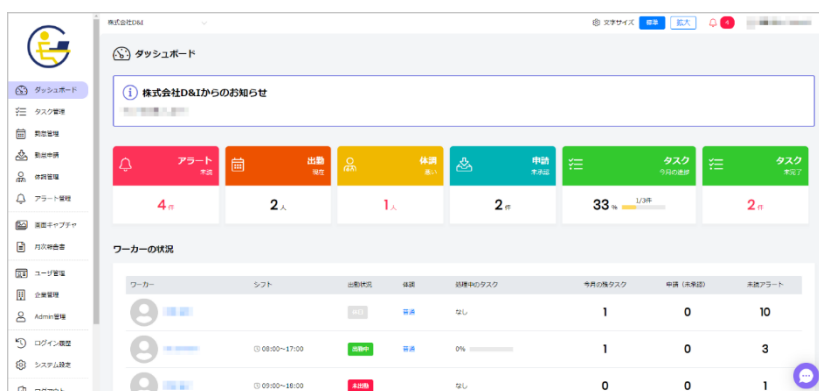 株式会社D&I
文字サイズ 標準 拡大 4
ダッシュボード
タスク管理
勤怠管理
勤怠申請
体調管理
アラート管理
画面キャプチャ
月次報告書
ユーザ管理
企業管理
Admin管理
ログイン履歴
システム設定
ログアウト
ダッシュボード
株式会社D&Iからのお知らせ
アラート
未読
4 件
出勤
現在
2 人
体調
悪い
1 人
申請
未承認
2 件
タスク
今月の進捗
33 % 1/3件
タスク
未完了
2 件
ワーカーの状況
ワーカー シフト 出勤状況 体調 処理中のタスク 今月の残タスク 申請（未承認） 未読アラート
休日 普通 なし 1 0 10
08:00〜17:00 出勤中 普通 0% 1 0 3
09:00〜18:00 未出勤 なし 0 0 1